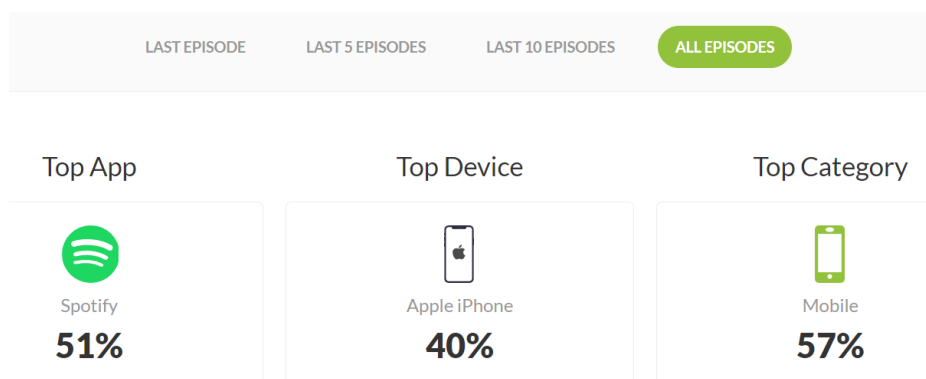 LAST EPISODE LAST 5 EPISODES LAST 10 EPISODES ALL EPISODES
Top App Top Device Top Category
Spotify Apple iPhone Mobile
51% 40% 57%